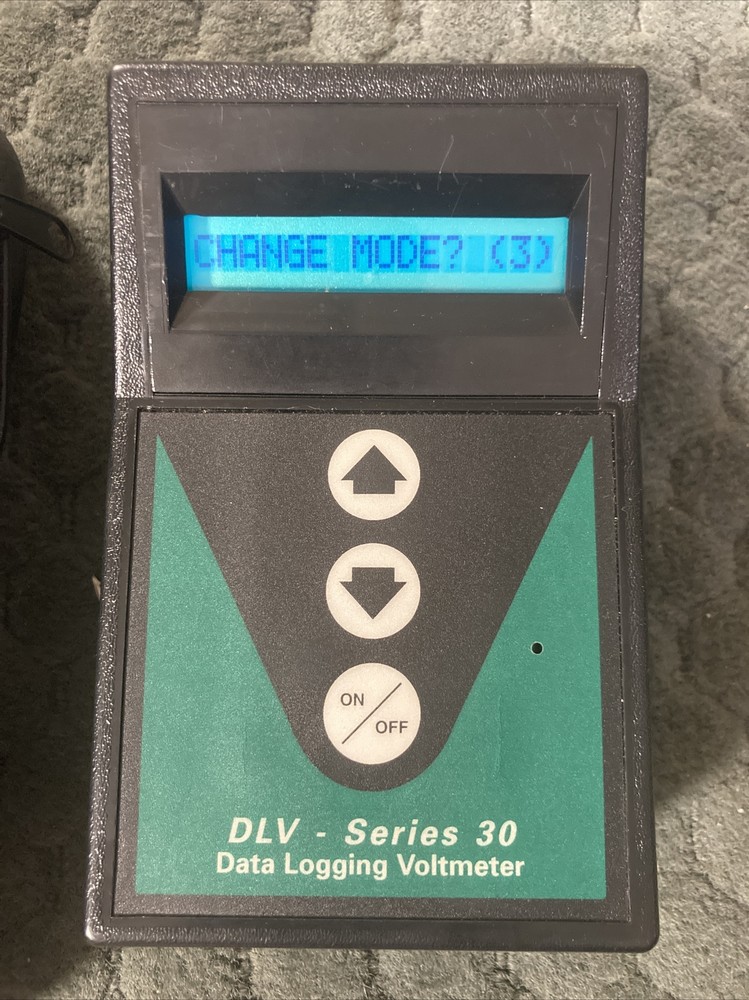 CHANGE MODE? (3)
ON/OFF
DLV - Series 30
Data Logging Voltmeter